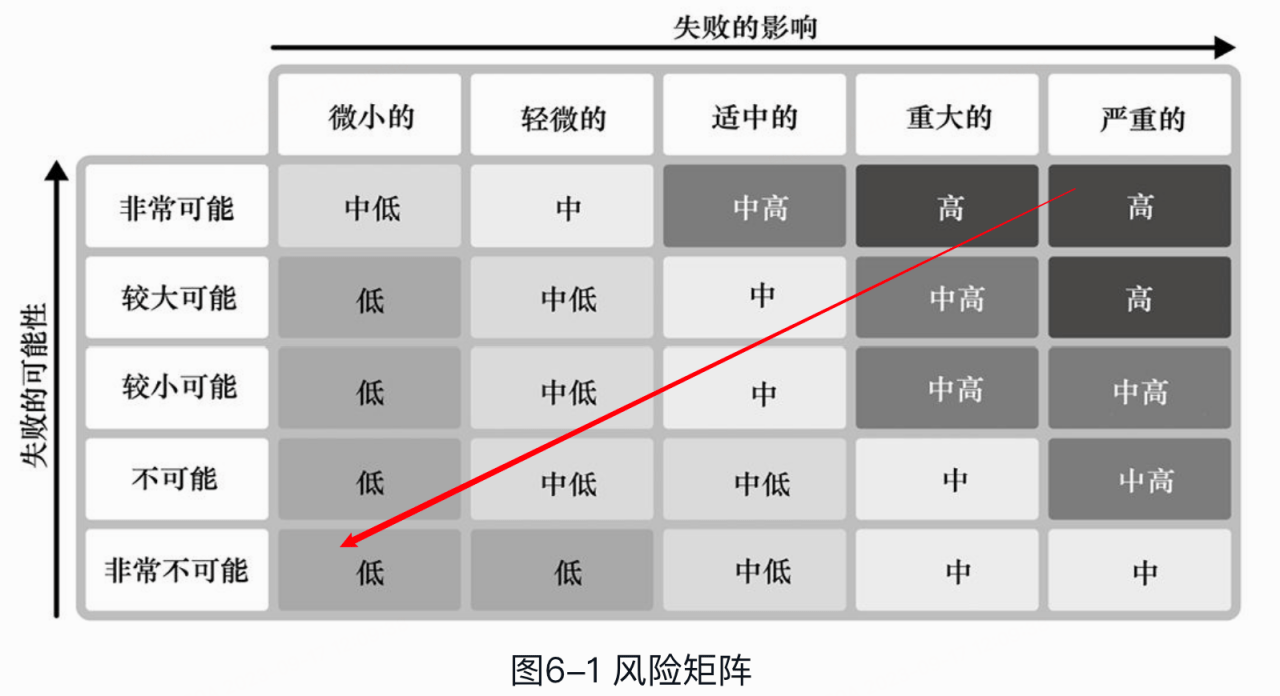 失败的影响
微小的 轻微的 适中的 重大的 严重的
失败的可能性
非常可能 中低 中 中高 高 高
较大可能 低 中低 中 中高 高
较小可能 低 中低 中 中高 中高
不可能 低 中低 中低 中 中高
非常不可能 低 低 中低 中 中
图6-1 风险矩阵